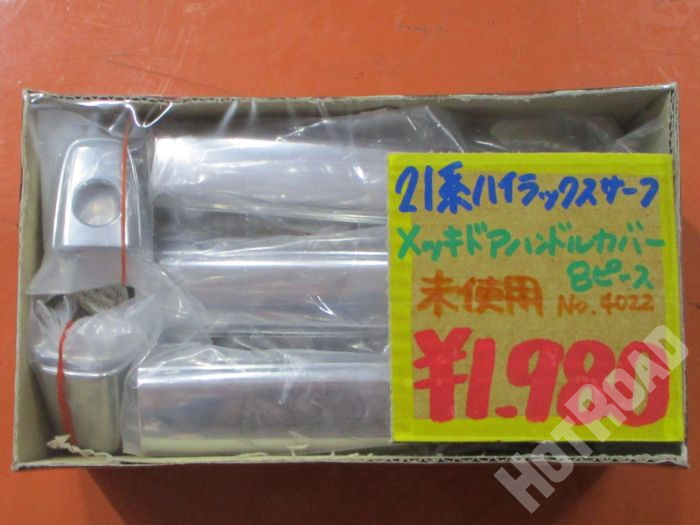 21系ハイラックスサーフ
メッキドアハンドルカバー
8ピース
未使用 No.4022
¥1.980
HOTROAD